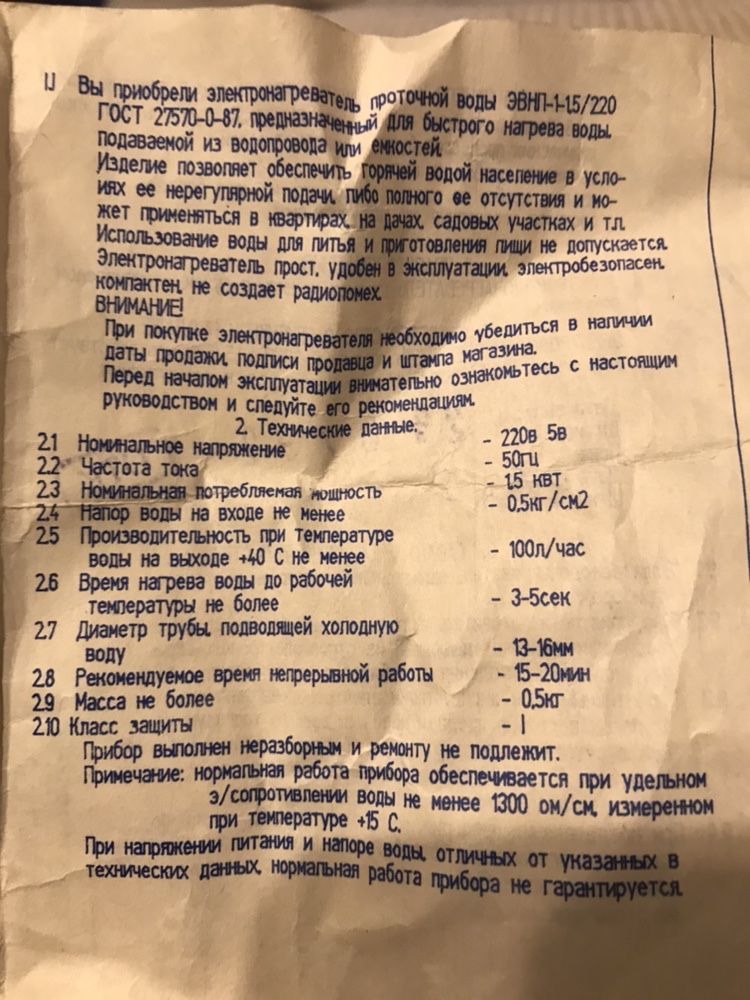 1.1 Вы приобрели электронагреватель проточной воды ЭВНП-1-1.5/220
ГОСТ 27570-0-87, предназначенный для быстрого нагрева воды,
подаваемой из водопровода или емкостей.
Изделие позволяет обеспечить горячей водой население в усло-
иях ее нерегулярной подачи, либо полного ее отсутствия и мо-
жет применяться в квартирах, на дачах, садовых участках и т.п.
Использование воды для питья и приготовления пищи не допускается.
Электронагреватель прост, удобен в эксплуатации, электробезопасен,
компактен, не создает радиопомех.
ВНИМАНИЕ!
При покупке электронагревателя необходимо убедиться в наличии
даты продажи, подписи продавца и штампа магазина.
Перед началом эксплуатации внимательно ознакомьтесь с настоящим
руководством и следуйте его рекомендациям.
2. Технические данные.
2.1 Номинальное напряжение - 220в 5в
2.2 Частота тока - 50гц
2.3 Номинальная потребляемая мощность - 1.5 квт
2.4 Напор воды на входе не менее - 0,5кг/см2
2.5 Производительность при температуре
воды на выходе +40 С не менее - 100л/час
2.6 Время нагрева воды до рабочей
температуры не более - 3-5сек
2.7 Диаметр трубы, подводящей холодную
воду - 13-16мм
2.8 Рекомендуемое время непрерывной работы - 15-20мин
2.9 Масса не более - 0,5кг
2.10 Класс защиты - I
Прибор выполнен неразборным и ремонту не подлежит.
Примечание: нормальная работа прибора обеспечивается при удельном
э/сопротивлении воды не менее 1300 ом/см, измеренном
при температуре +15 С.
При напряжении питания и напоре воды, отличных от указанных в
технических данных, нормальная работа прибора не гарантируется.